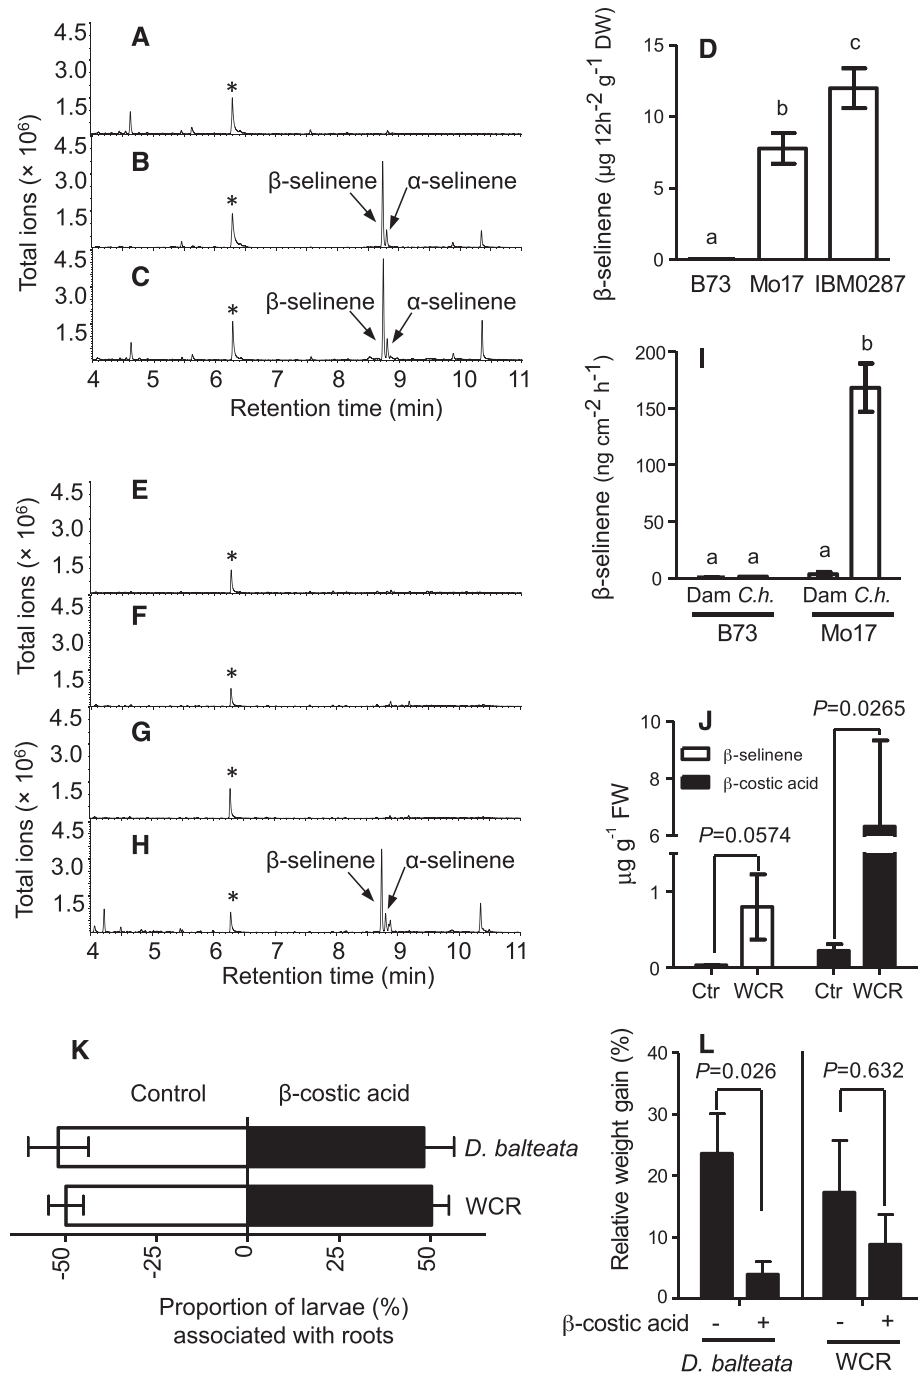 A
4.5
3.0
1.5
*
B
4.5
3.0
1.5
*
β-selinene
α-selinene
C
4.5
3.0
1.5
*
β-selinene
α-selinene
Total ions (× 10⁶)
4 5 6 7 8 9 10 11
Retention time (min)
D
β-selinene (µg 12h⁻² g⁻¹ DW)
15
10
5
0
a
b
c
B73 Mo17 IBM0287
E
4.5
3.0
1.5
*
F
4.5
3.0
1.5
*
Total ions (× 10⁶)
G
4.5
3.0
1.5
*
H
4.5
3.0
1.5
*
β-selinene
α-selinene
Total ions (× 10⁶)
4 5 6 7 8 9 10 11
Retention time (min)
I
β-selinene (ng cm⁻² h⁻¹)
200
150
100
50
0
a a a b
Dam C.h. Dam C.h.
B73 Mo17
J
µg g⁻¹ FW
10
8
6
1
0
β-selinene
β-costic acid
P=0.0574
P=0.0265
Ctr WCR Ctr WCR
K
Control β-costic acid
D. balteata
WCR
-50 -25 0 25 50
Proportion of larvae (%)
associated with roots
L
Relative weight gain (%)
40
30
20
10
0
P=0.026 P=0.632
β-costic acid - + - +
D. balteata WCR